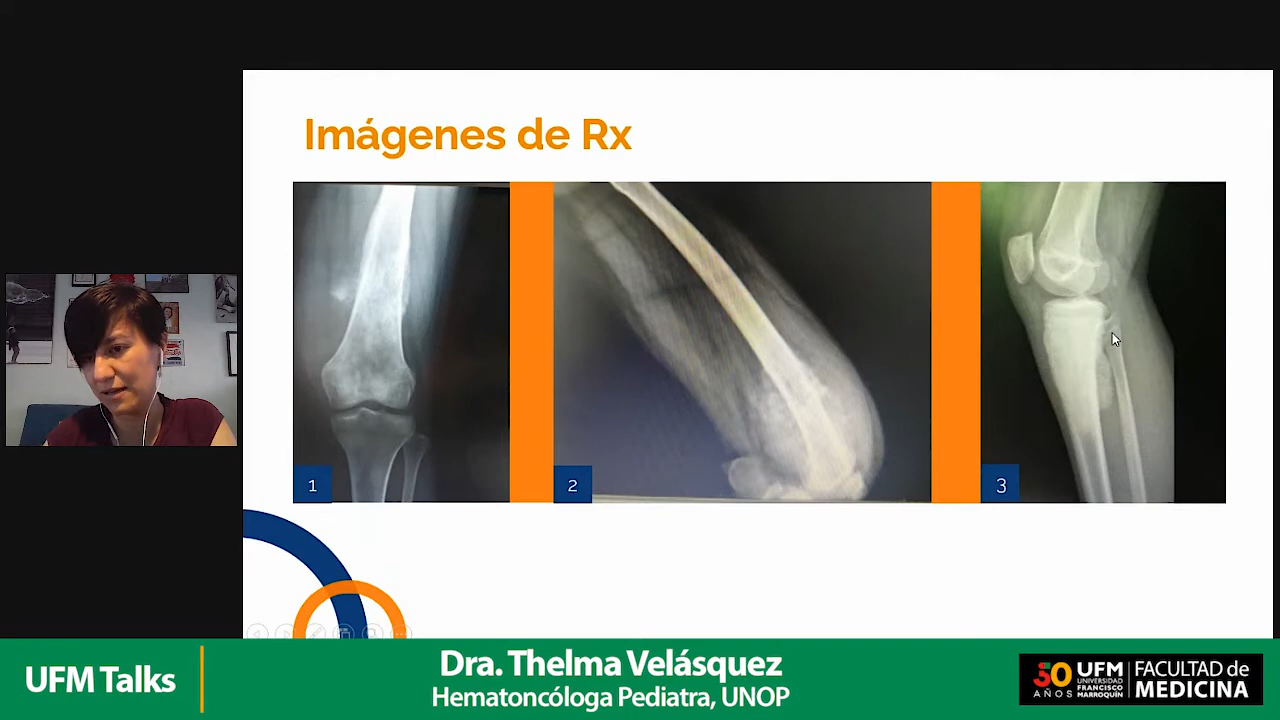 Imágenes de Rx
1
2
3
UFM Talks
Dra. Thelma Velásquez
Hematoncóloga Pediatra, UNOP
50
AÑOS
UFM
UNIVERSIDAD
FRANCISCO
MARROQUÍN
FACULTAD de
MEDICINA